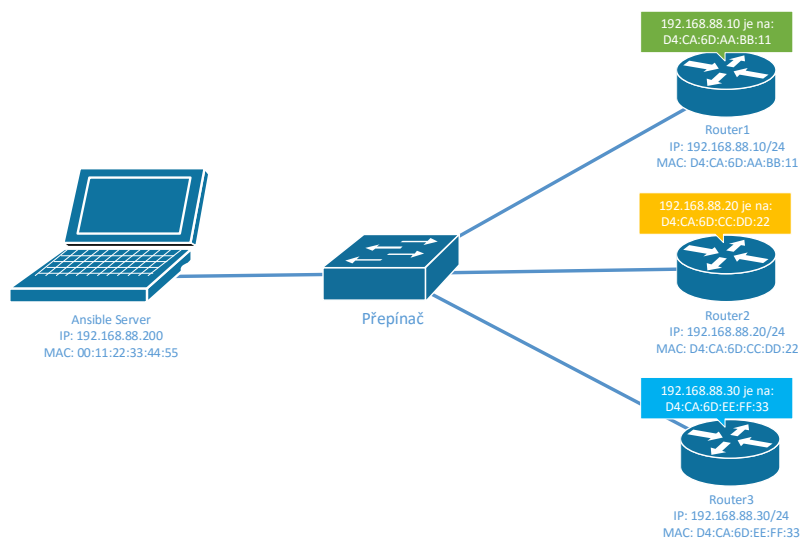 192.168.88.10 je na:
D4:CA:6D:AA:BB:11
Router1
IP: 192.168.88.10/24
MAC: D4:CA:6D:AA:BB:11
192.168.88.20 je na:
D4:CA:6D:CC:DD:22
Router2
IP: 192.168.88.20/24
MAC: D4:CA:6D:CC:DD:22
Ansible Server
IP: 192.168.88.200
MAC: 00:11:22:33:44:55
Přepínač
192.168.88.30 je na:
D4:CA:6D:EE:FF:33
Router3
IP: 192.168.88.30/24
MAC: D4:CA:6D:EE:FF:33